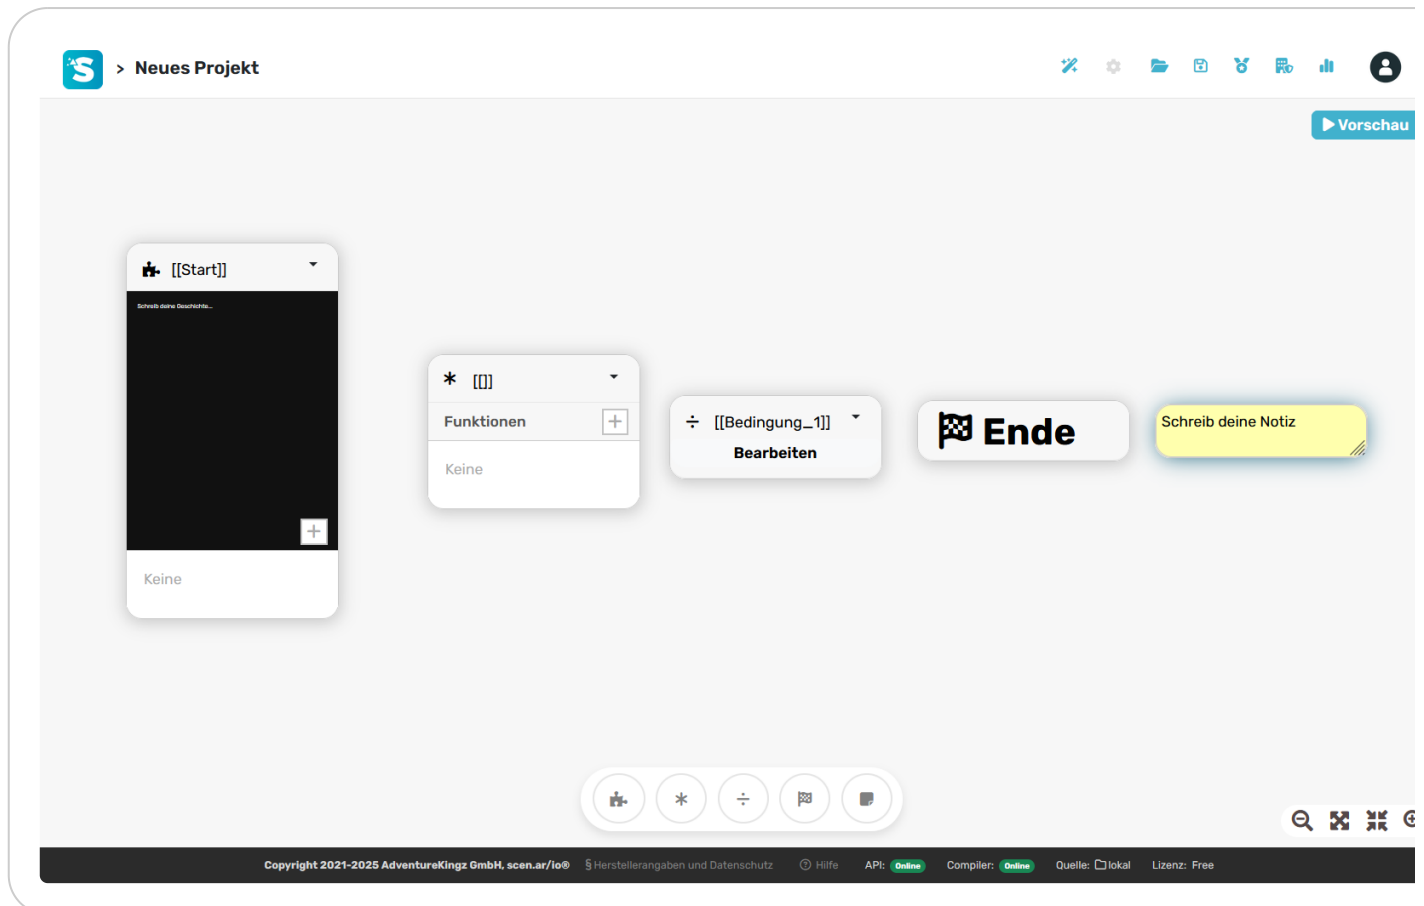 > Neues Projekt
Vorschau
[[Start]]
Schreib deine Geschichte...
Keine
[[]]
Funktionen
Keine
[[Bedingung_1]]
Bearbeiten
Ende
Schreib deine Notiz
Copyright 2021-2025 AdventureKingz GmbH, scen.ar/io® § Herstellerangaben und Datenschutz Hilfe API: Online Compiler: Online Quelle: lokal Lizenz: Free